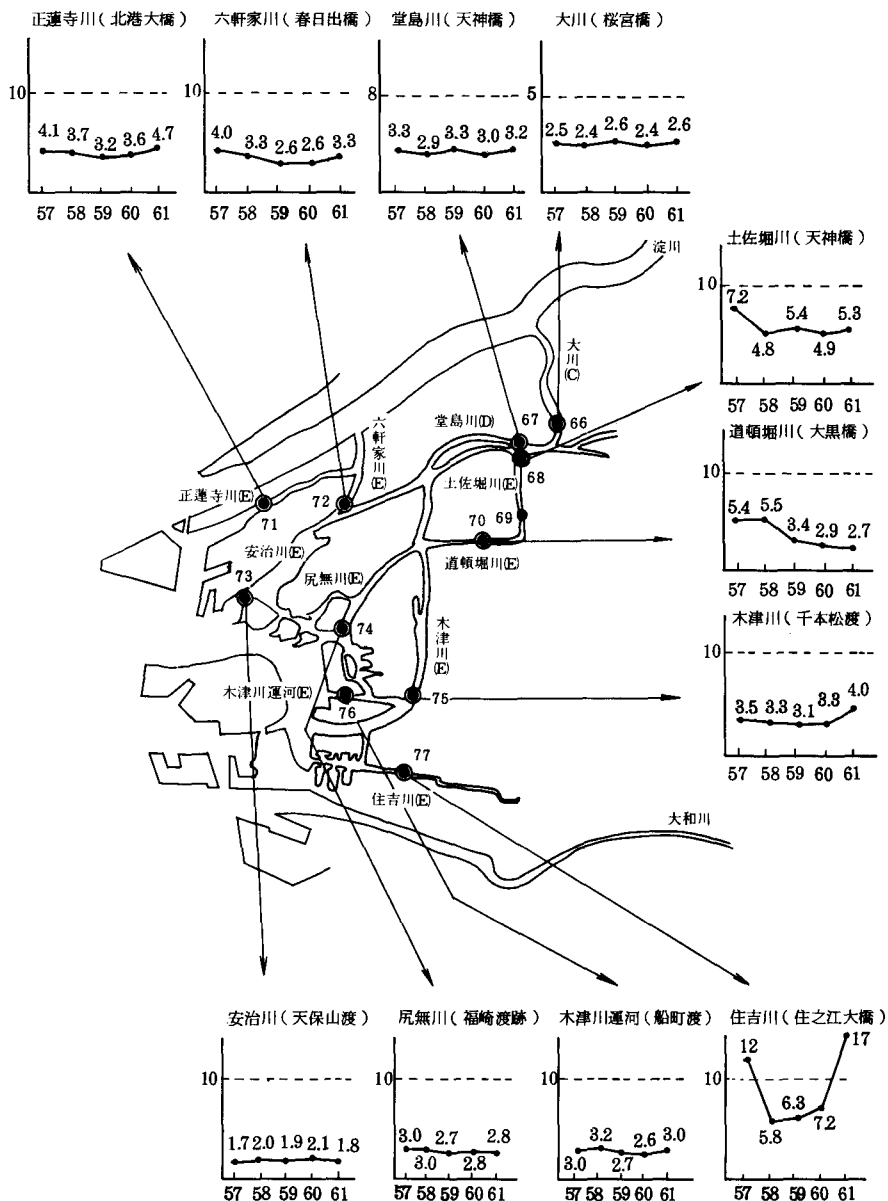 正蓮寺川(北港大橋)
10
4.1 3.7 3.2 3.6 4.7
57 58 59 60 61
六軒家川(春日出橋)
10
4.0 3.3 2.6 2.6 3.3
57 58 59 60 61
堂島川(天神橋)
8
3.3 2.9 3.3 3.0 3.2
57 58 59 60 61
大川(桜宮橋)
5
2.5 2.4 2.6 2.4 2.6
57 58 59 60 61
土佐堀川(天神橋)
10
7.2 4.8 5.4 4.9 5.3
57 58 59 60 61
道頓堀川(大黒橋)
10
5.4 5.5 3.4 2.9 2.7
57 58 59 60 61
木津川(千本松渡)
10
3.5 3.3 3.1 3.3 4.0
57 58 59 60 61
淀川
大川(C)
堂島川(D)
67
66
六軒家川(E)
土佐堀川(E)
68
正蓮寺川(E)
71
72
69
70
安治川(E)
道頓堀川(E)
73
尻無川(E)
74
木津川(E)
木津川運河(E)
76
75
77
住吉川(E)
大和川
安治川(天保山渡)
10
1.7 2.0 1.9 2.1 1.8
57 58 59 60 61
尻無川(福崎渡跡)
10
3.0 3.0 2.7 2.8 2.8
57 58 59 60 61
木津川運河(船町渡)
10
3.0 3.2 2.7 2.6 3.0
57 58 59 60 61
住吉川(住之江大橋)
10
12 5.8 6.3 7.2 17
57 58 59 60 61